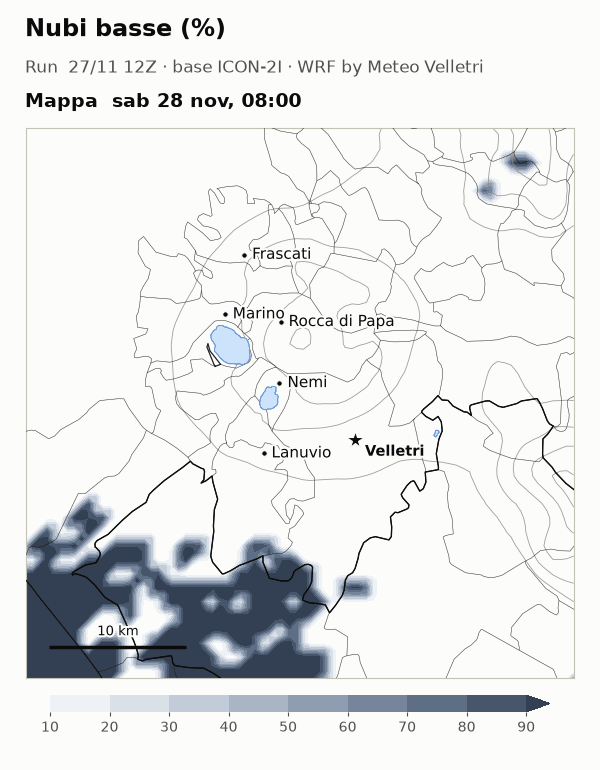 Nubi basse (%)
Run  27/11 12Z · base ICON-2I · WRF by Meteo Velletri
Mappa  sab 28 nov, 08:00
Frascati
Marino
Rocca di Papa
Nemi
Velletri
Lanuvio
10 km
10 20 30 40 50 60 70 80 90